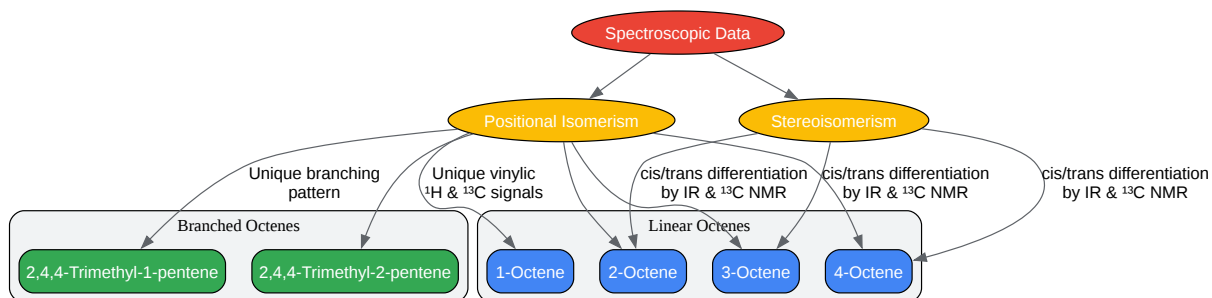 Spectroscopic Data
Positional Isomerism
Stereoisomerism
Unique branching
pattern
Unique vinylic
¹H & ¹³C signals
cis/trans differentiation
by IR & ¹³C NMR
cis/trans differentiation
by IR & ¹³C NMR
cis/trans differentiation
by IR & ¹³C NMR
Branched Octenes
Linear Octenes
2,4,4-Trimethyl-1-pentene
2,4,4-Trimethyl-2-pentene
1-Octene
2-Octene
3-Octene
4-Octene